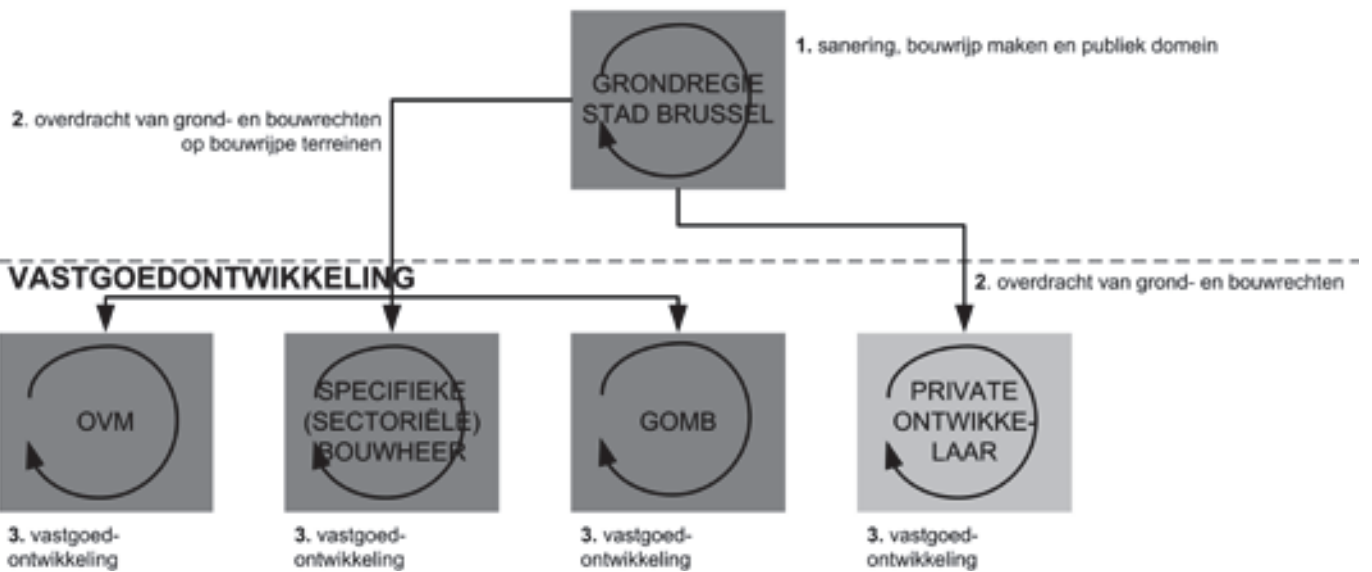 GRONDREGIE
STAD BRUSSEL
1. sanering, bouwrijp maken en publiek domein
2. overdracht van grond- en bouwrechten
op bouwrijpe terreinen
VASTGOEDONTWIKKELING
2. overdracht van grond- en bouwrechten
OVM
SPECIFIEKE
(SECTORIËLE)
BOUWHEER
GOMB
PRIVATE
ONTWIKKE-
LAAR
3. vastgoed-
ontwikkeling
3. vastgoed-
ontwikkeling
3. vastgoed-
ontwikkeling
3. vastgoed-
ontwikkeling